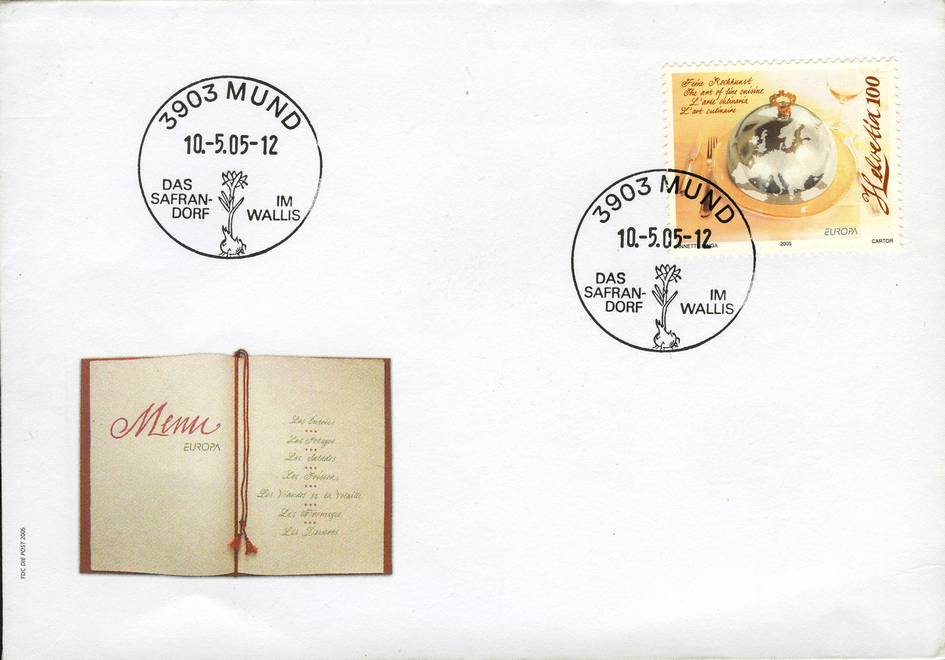 3903 MUND
10.-5.05-12
DAS
SAFRAN-
DORF
IM
WALLIS
Feine Kochkunst
The art of fine cuisine
L'arte culinaria
L'art culinaire
Helvetia 100
EUROPA
2005
CARTOR
3903 MUND
10.-5.05-12
DAS
SAFRAN-
DORF
IM
WALLIS
Menu
EUROPA
Les Entrées
Les Potages
Les Salades
Les Poissons
Les Viandes et la Volaille
Les Fromages
Les Desserts
FDC DIE POST 2005